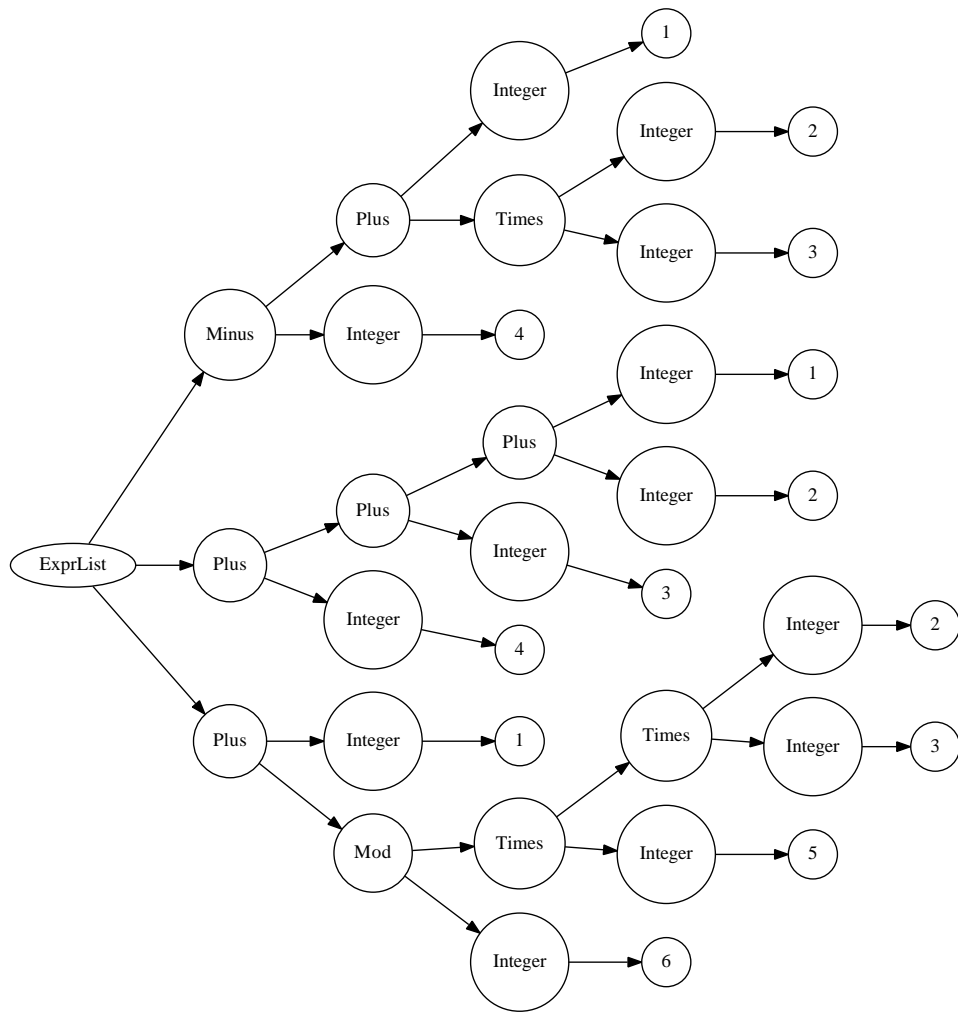 1
Integer
Integer
2
Plus
Times
Integer
3
Minus
Integer
4
Integer
1
Plus
Plus
Integer
2
ExprList
Plus
Integer
3
Integer
4
Integer
2
Plus
Integer
1
Times
Integer
3
Mod
Times
Integer
5
Integer
6